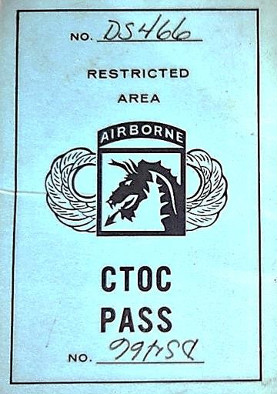 NO. DS466
RESTRICTED
AREA
AIRBORNE
CTOC
PASS
NO. DS466